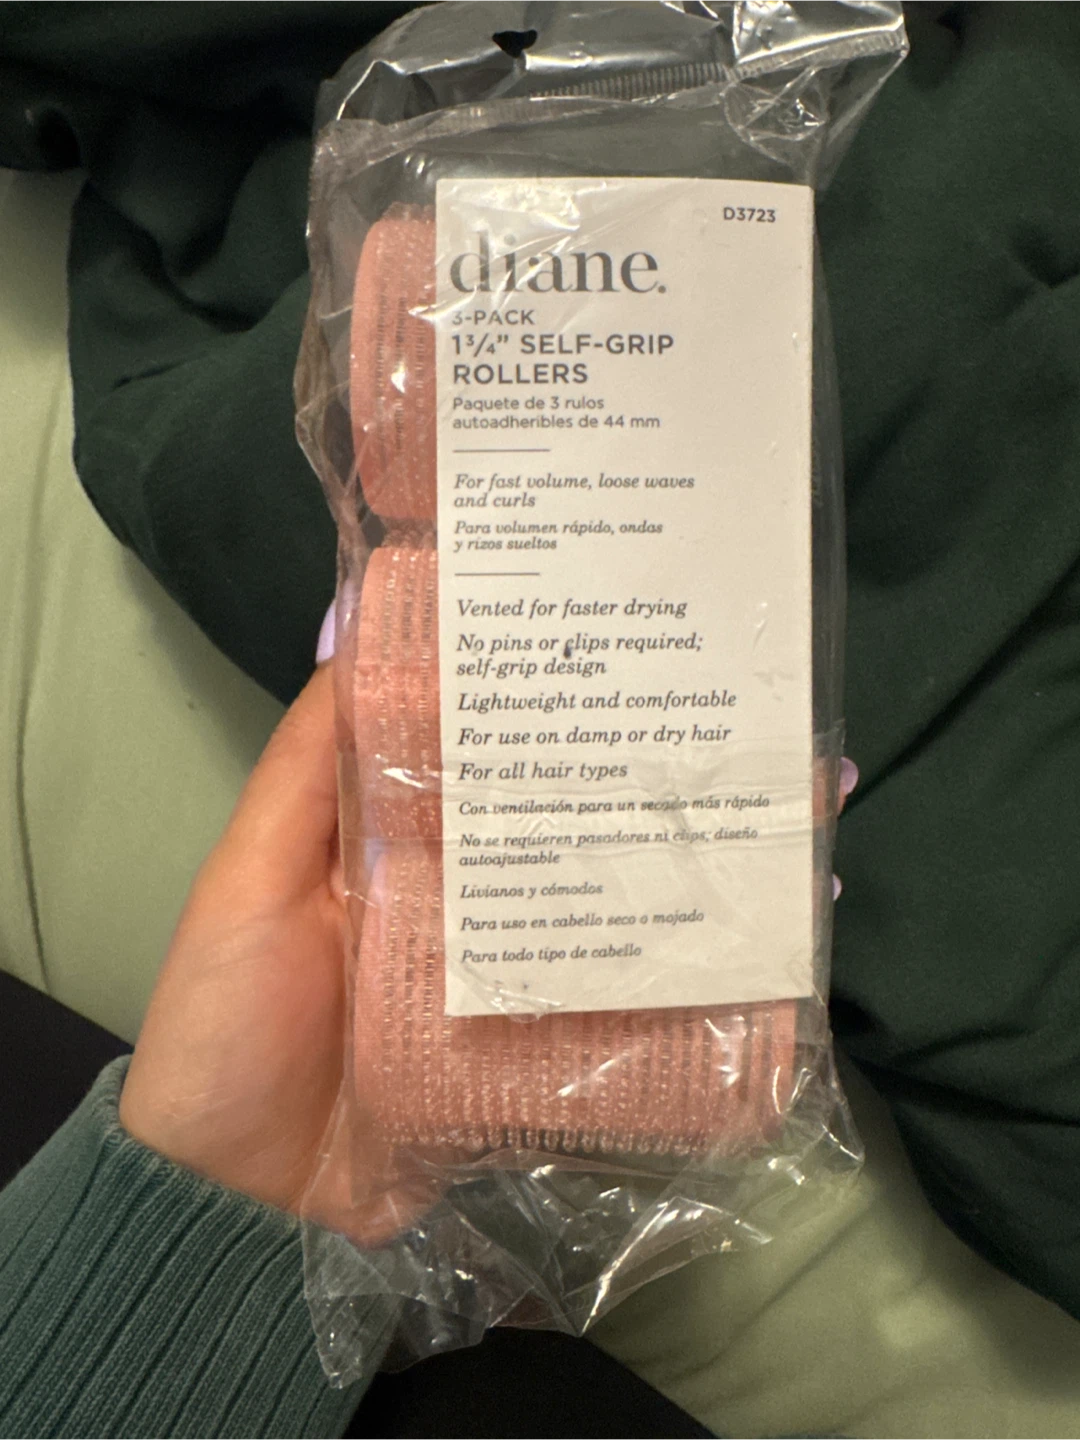 D3723
diane.
3-PACK
1¾” SELF-GRIP
ROLLERS
Paquete de 3 rulos
autoadheribles de 44 mm
For fast volume, loose waves
and curls
Para volumen rápido, ondas
y rizos sueltos
Vented for faster drying
No pins or clips required;
self-grip design
Lightweight and comfortable
For use on damp or dry hair
For all hair types
Con ventilación para un secado más rápido
No se requieren pasadores ni clips; diseño
autoajustable
Livianos y cómodos
Para uso en cabello seco o mojado
Para todo tipo de cabello